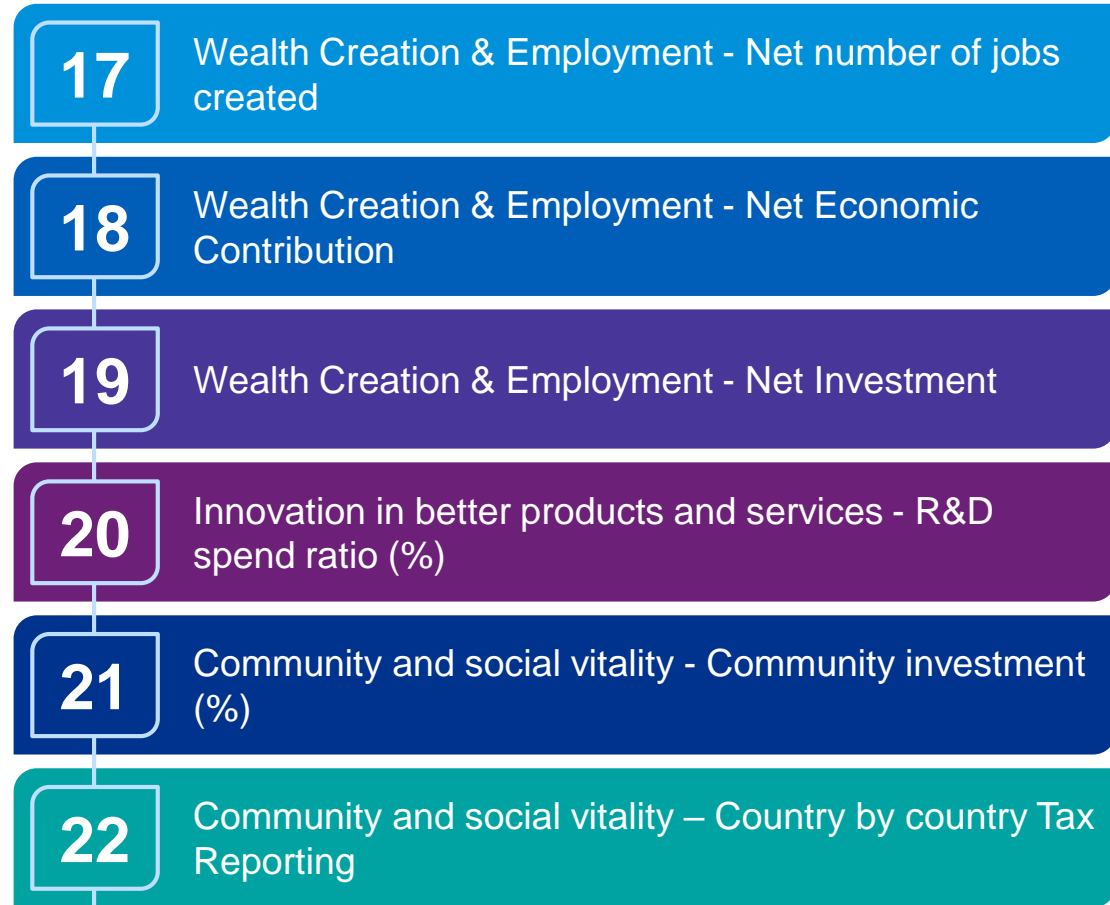 17
Wealth Creation & Employment - Net number of jobs
created
18
Wealth Creation & Employment - Net Economic
Contribution
19
Wealth Creation & Employment - Net Investment
20
Innovation in better products and services - R&D
spend ratio (%)
21
Community and social vitality - Community investment
(%)
22
Community and social vitality – Country by country Tax
Reporting